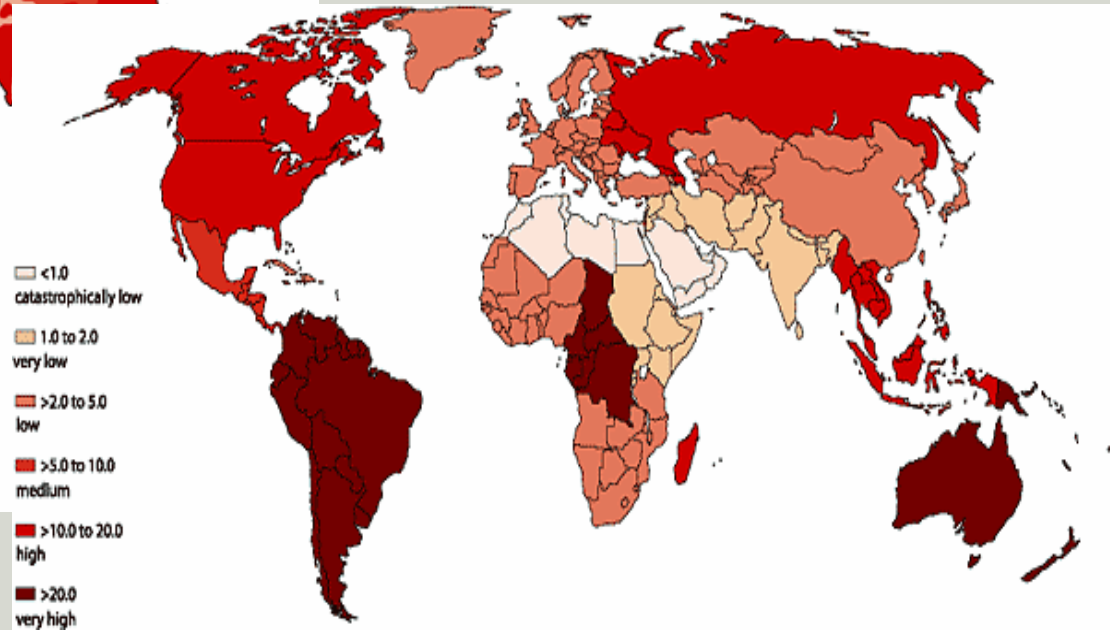 <1.0
catastrophically low
1.0 to 2.0
very low
>2.0 to 5.0
low
>5.0 to 10.0
medium
>10.0 to 20.0
high
>20.0
very high